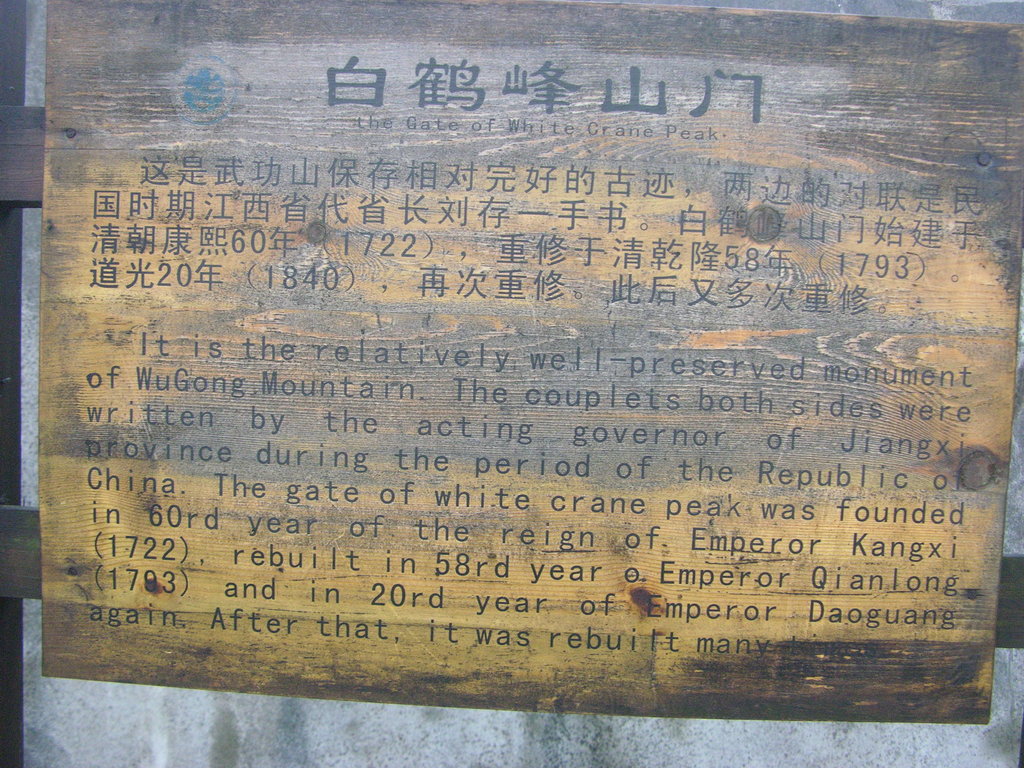 白鹤峰山门
the Gate of White Crane Peak
这是武功山保存相对完好的古迹，两边的对联是民
国时期江西省代省长刘存一手书。白鹤山门始建于
清朝康熙60年（1722），重修于清乾隆58年（1793）。
道光20年（1840），再次重修。此后又多次重修。
It is the relatively well-preserved monument
of WuGong Mountain. The couplets both sides were
written by the acting governor of Jiangxi
province during the period of the Republic of
China. The gate of white crane peak was founded
in 60rd year of the reign of Emperor Kangxi
(1722), rebuilt in 58rd year o Emperor Qianlong
(1793) and in 20rd year of Emperor Daoguang
again. After that, it was rebuilt many